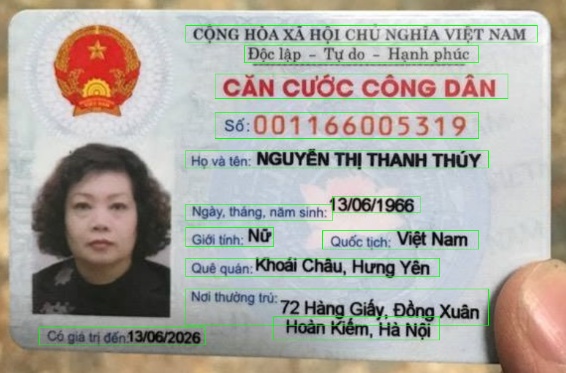 CỘNG HÒA XÃ HỘI CHỦ NGHĨA VIỆT NAM
Độc lập - Tự do - Hạnh phúc
CĂN CƯỚC CÔNG DÂN
Số: 001166005319
Họ và tên: NGUYỄN THỊ THANH THÚY
Ngày, tháng, năm sinh: 13/06/1966
Giới tính: Nữ Quốc tịch: Việt Nam
Quê quán: Khoái Châu, Hưng Yên
Nơi thường trú: 72 Hàng Giấy, Đồng Xuân
Hoàn Kiếm, Hà Nội
Có giá trị đến: 13/06/2026